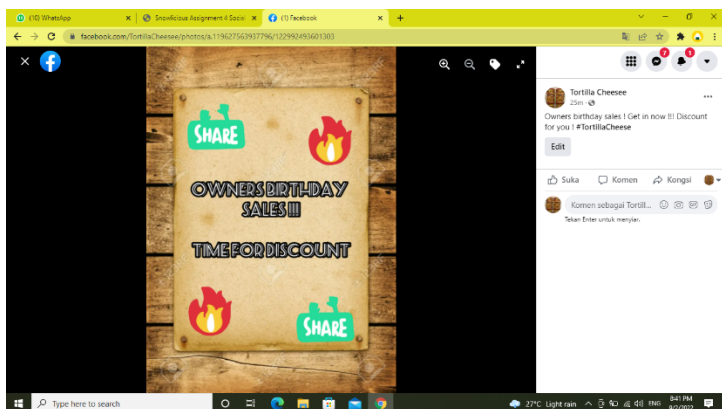 (10) WhatsApp
Snowlicious Assignment 4 Social
(1) Facebook
facebook.com/TortillaCheesee/photos/a.119627563937796/122992493601303
7
1
SHARE
OWNERS BIRTHDAY
SALES !!!
TIME FOR DISCOUNT
SHARE
Tortilla Cheesee
25m
Owners birthday sales ! Get in now !!! Discount
for you ! #TortillaCheese
Edit
Suka
Komen
Kongsi
Komen sebagai Tortill...
Tekan Enter untuk menyiar.
Type here to search
27°C Light rain
ENG
8:41 PM
9/2/2022